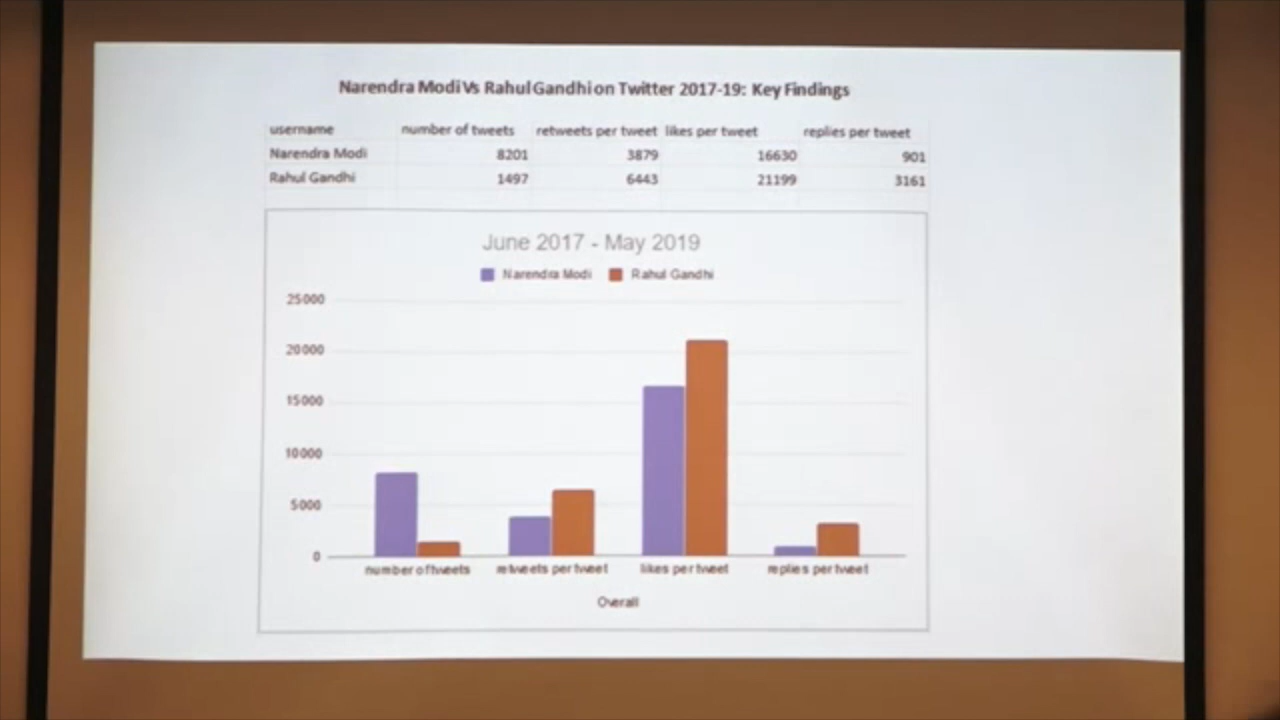 Narendra Modi Vs Rahul Gandhi on Twitter 2017-19: Key Findings
username number of tweets retweets per tweet likes per tweet replies per tweet
Narendra Modi 8201 3879 16630 901
Rahul Gandhi 1497 6443 21199 3161
June 2017 - May 2019
Narendra Modi Rahul Gandhi
25000
20000
15000
10000
5000
0
number of tweets retweets per tweet likes per tweet replies per tweet
Overall